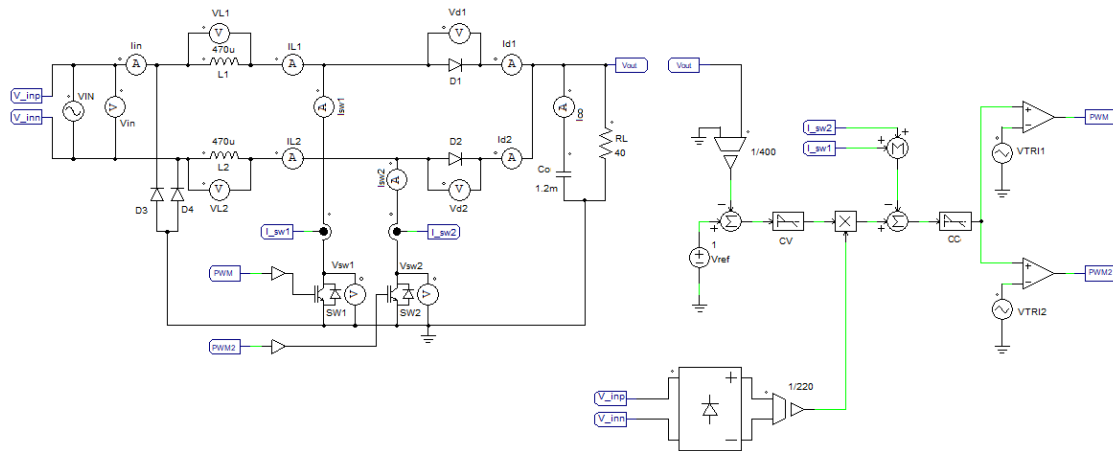 VL1
Vd1
Iin
470u
IL1
Id1
L1
D1
Vout
Vout
V_inp
V_inn
VIN
Vin
Isw1
470u
IL2
D2
Id2
L2
VL2
Isw2
Vd2
Co
1.2m
RL
40
D3
D4
I_sw1
I_sw2
Vsw1
Vsw2
PWM
SW1
SW2
PWM2
1/400
1
Vref
CV
I_sw2
I_sw1
M
CC
VTRI1
PWM
VTRI2
PWM2
V_inp
V_inn
1/220